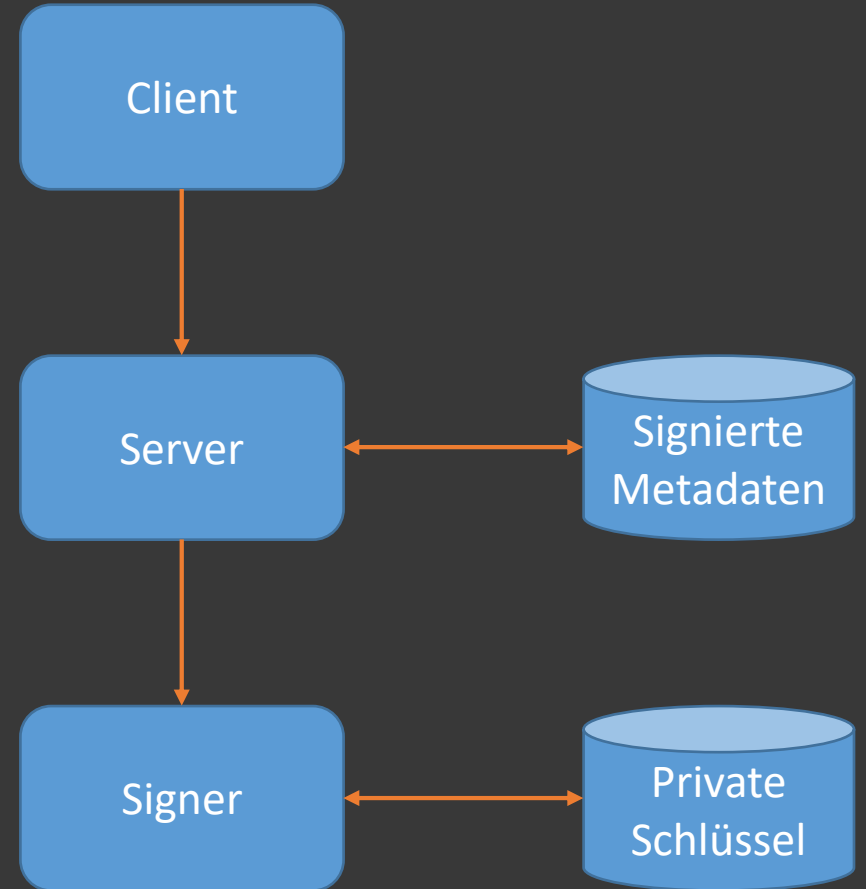 Client
Server
Signierte
Metadaten
Signer
Private
Schlüssel